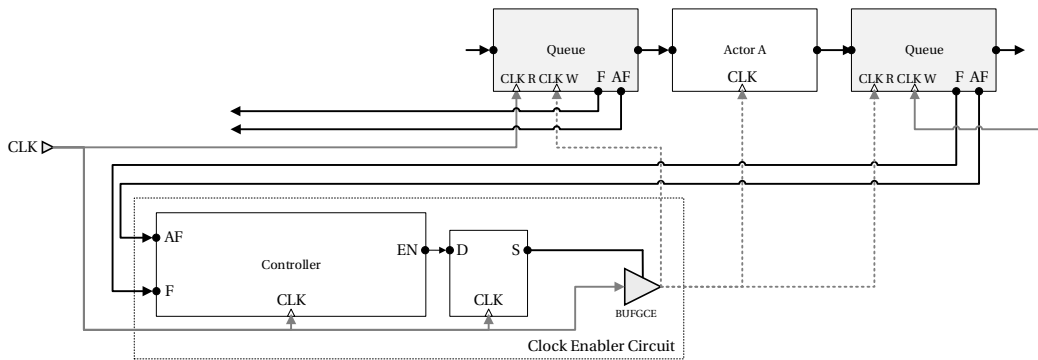 Queue
Actor A
Queue
CLK R CLK W F AF
CLK
CLK R CLK W F AF
CLK
AF
EN
D
S
Controller
F
CLK
CLK
BUFGCE
Clock Enabler Circuit